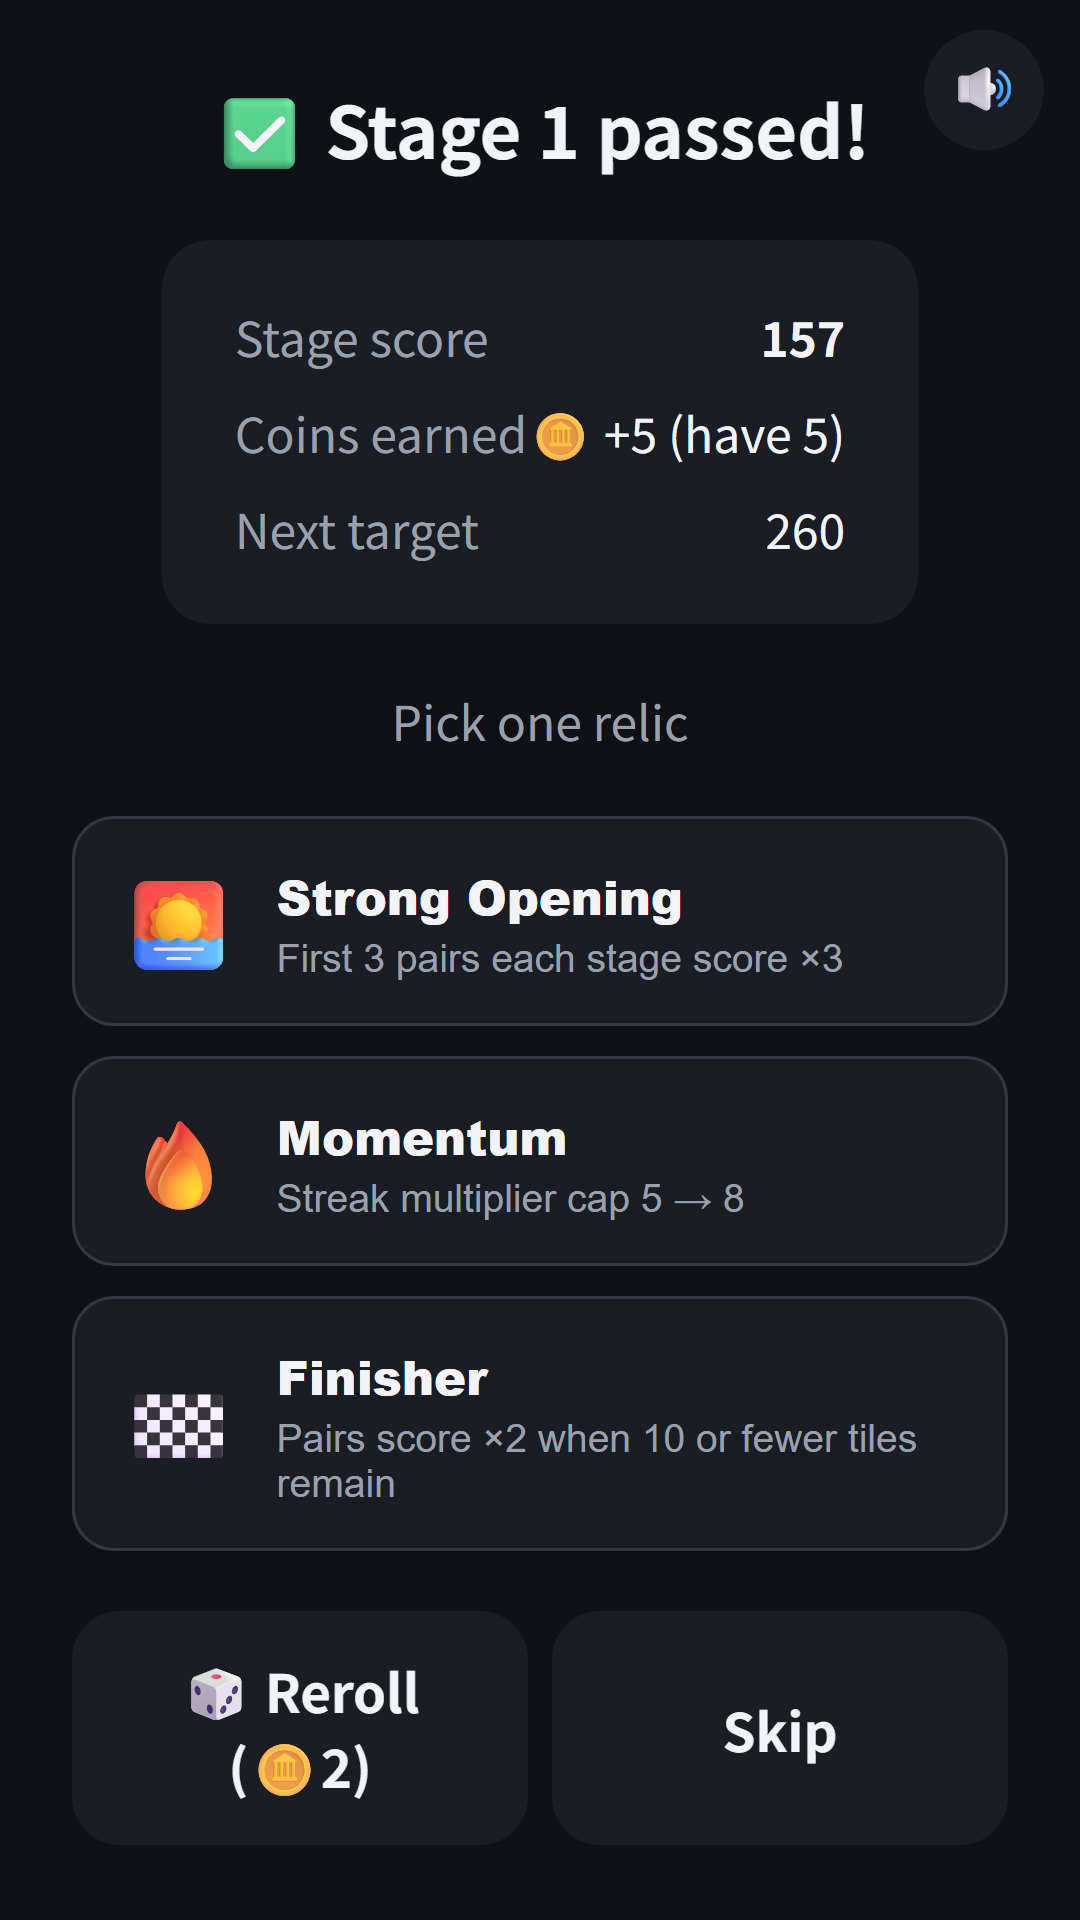 Stage 1 passed!
Stage score 157
Coins earned +5 (have 5)
Next target 260
Pick one relic
Strong Opening
First 3 pairs each stage score ×3
Momentum
Streak multiplier cap 5 → 8
Finisher
Pairs score ×2 when 10 or fewer tiles
remain
Reroll
(2)
Skip